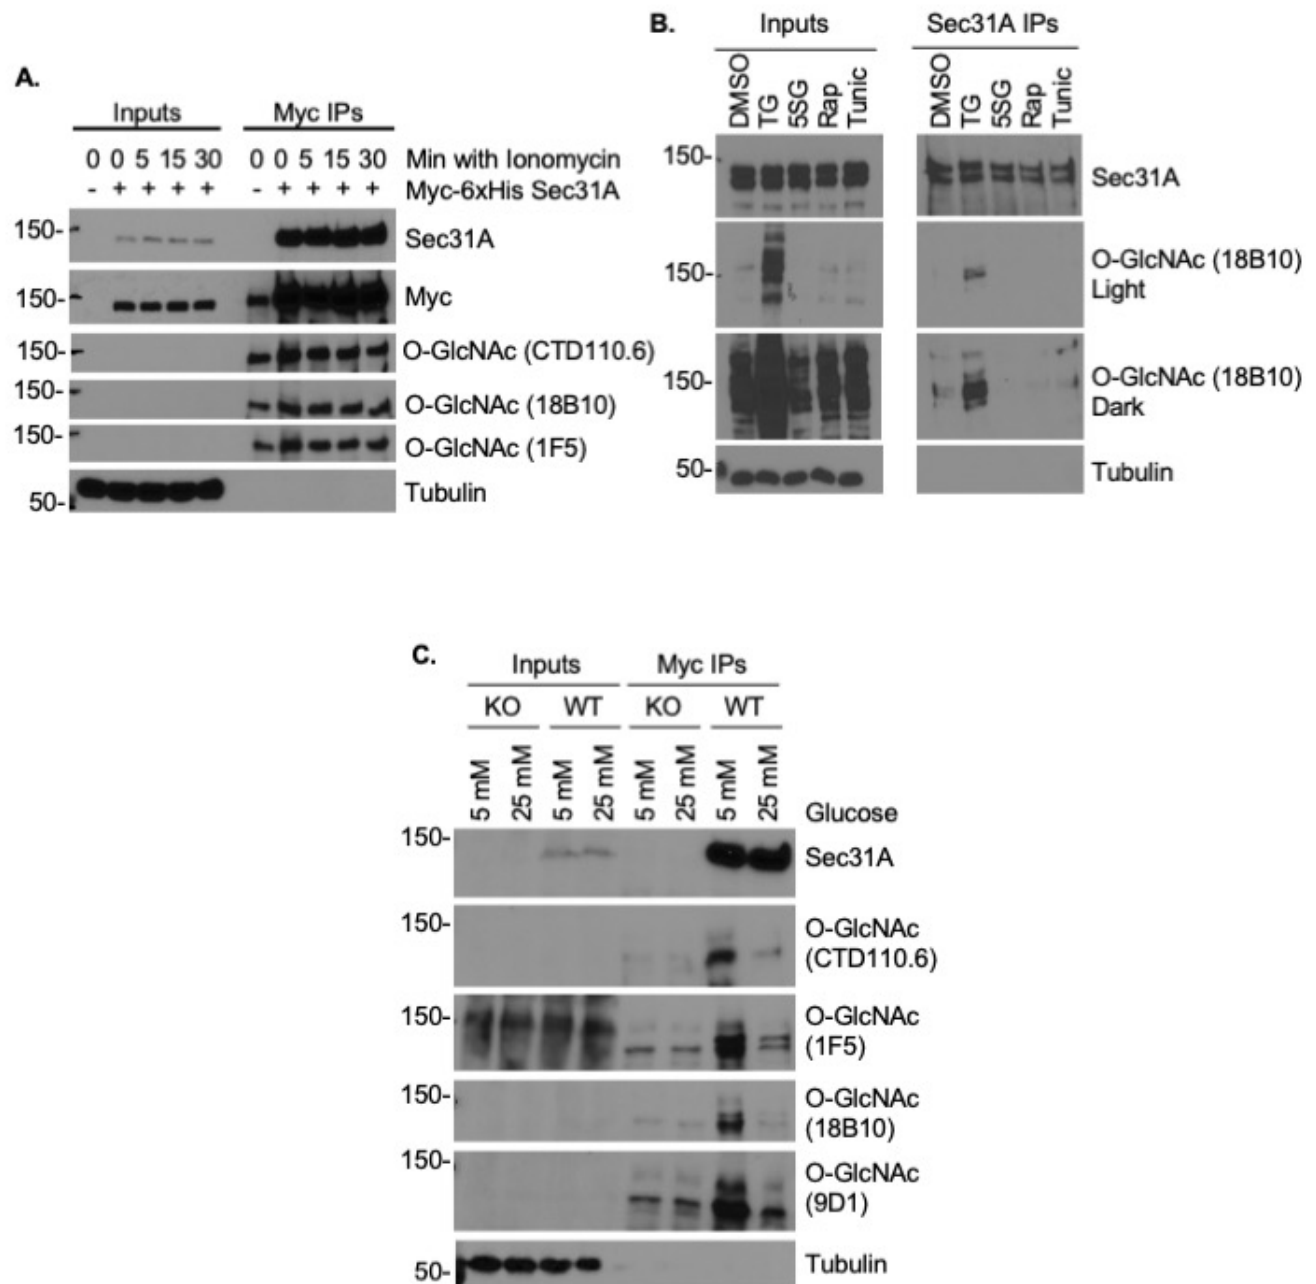 A.
Inputs Myc IPs
0 0 5 15 30 0 0 5 15 30 Min with Ionomycin
- + + + + - + + + + Myc-6xHis Sec31A
150- Sec31A
150- Myc
150- O-GlcNAc (CTD110.6)
150- O-GlcNAc (18B10)
150- O-GlcNAc (1F5)
50- Tubulin
B.
Inputs Sec31A IPs
DMSO TG 5SG Rap Tunic DMSO TG 5SG Rap Tunic
150- Sec31A
150- O-GlcNAc (18B10)
Light
150- O-GlcNAc (18B10)
Dark
50- Tubulin
C.
Inputs Myc IPs
KO WT KO WT
5 mM 25 mM 5 mM 25 mM 5 mM 25 mM 5 mM 25 mM Glucose
150- Sec31A
150- O-GlcNAc
(CTD110.6)
150- O-GlcNAc
(1F5)
150- O-GlcNAc
(18B10)
150- O-GlcNAc
(9D1)
50- Tubulin